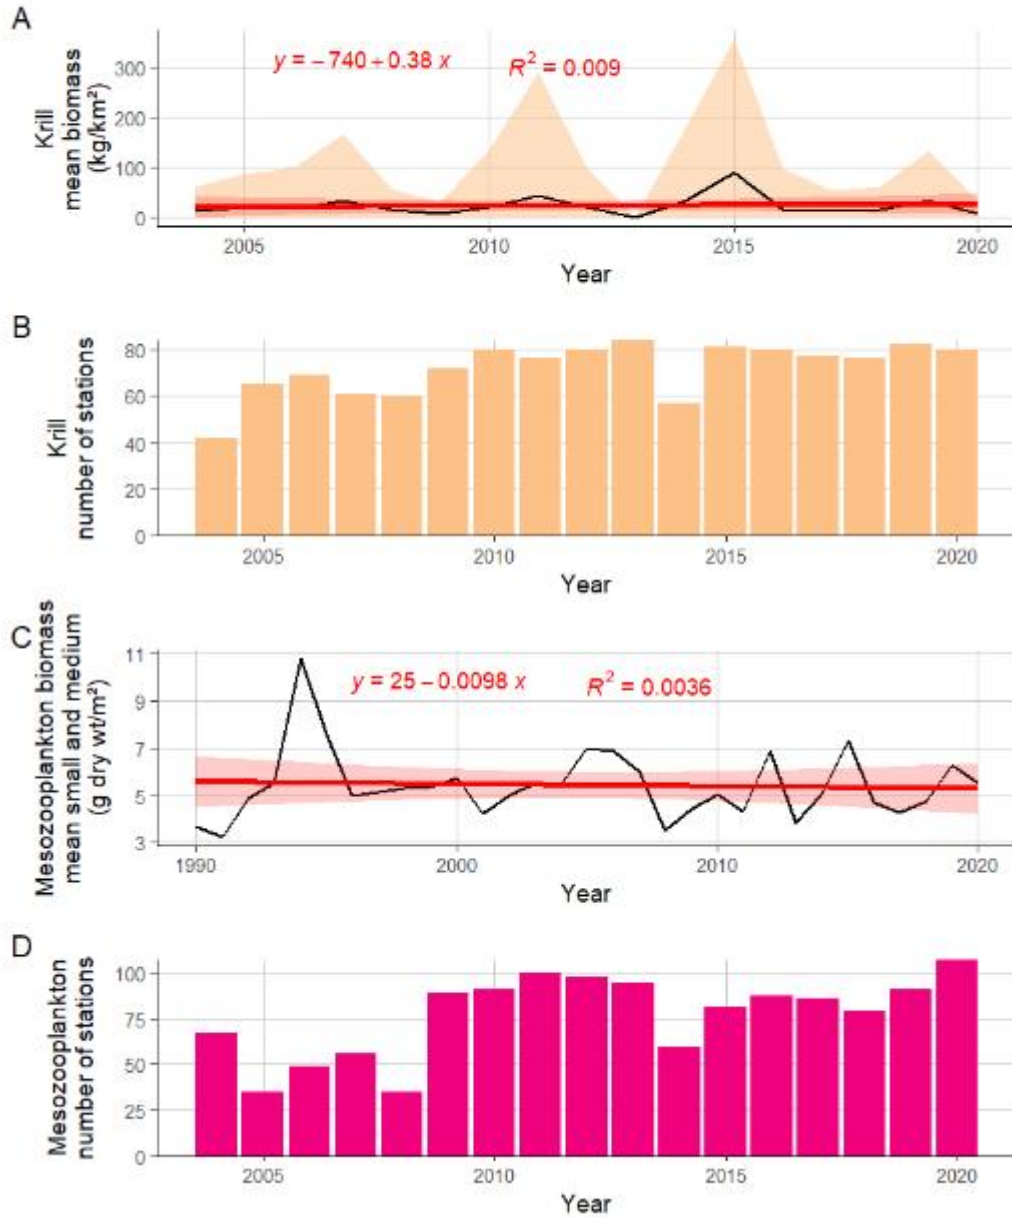 A
y = −740 + 0.38 x R² = 0.009
Krill
mean biomass
(kg/km²)
300
200
100
0
2005 2010 2015 2020
Year
B
Krill
number of stations
80
60
40
20
0
2005 2010 2015 2020
Year
C
y = 25 − 0.0098 x R² = 0.0036
Mesozooplankton biomass
mean small and medium
(g dry wt/m²)
11
9
7
5
3
1990 2000 2010 2020
Year
D
Mesozooplankton
number of stations
100
75
50
25
0
2005 2010 2015 2020
Year